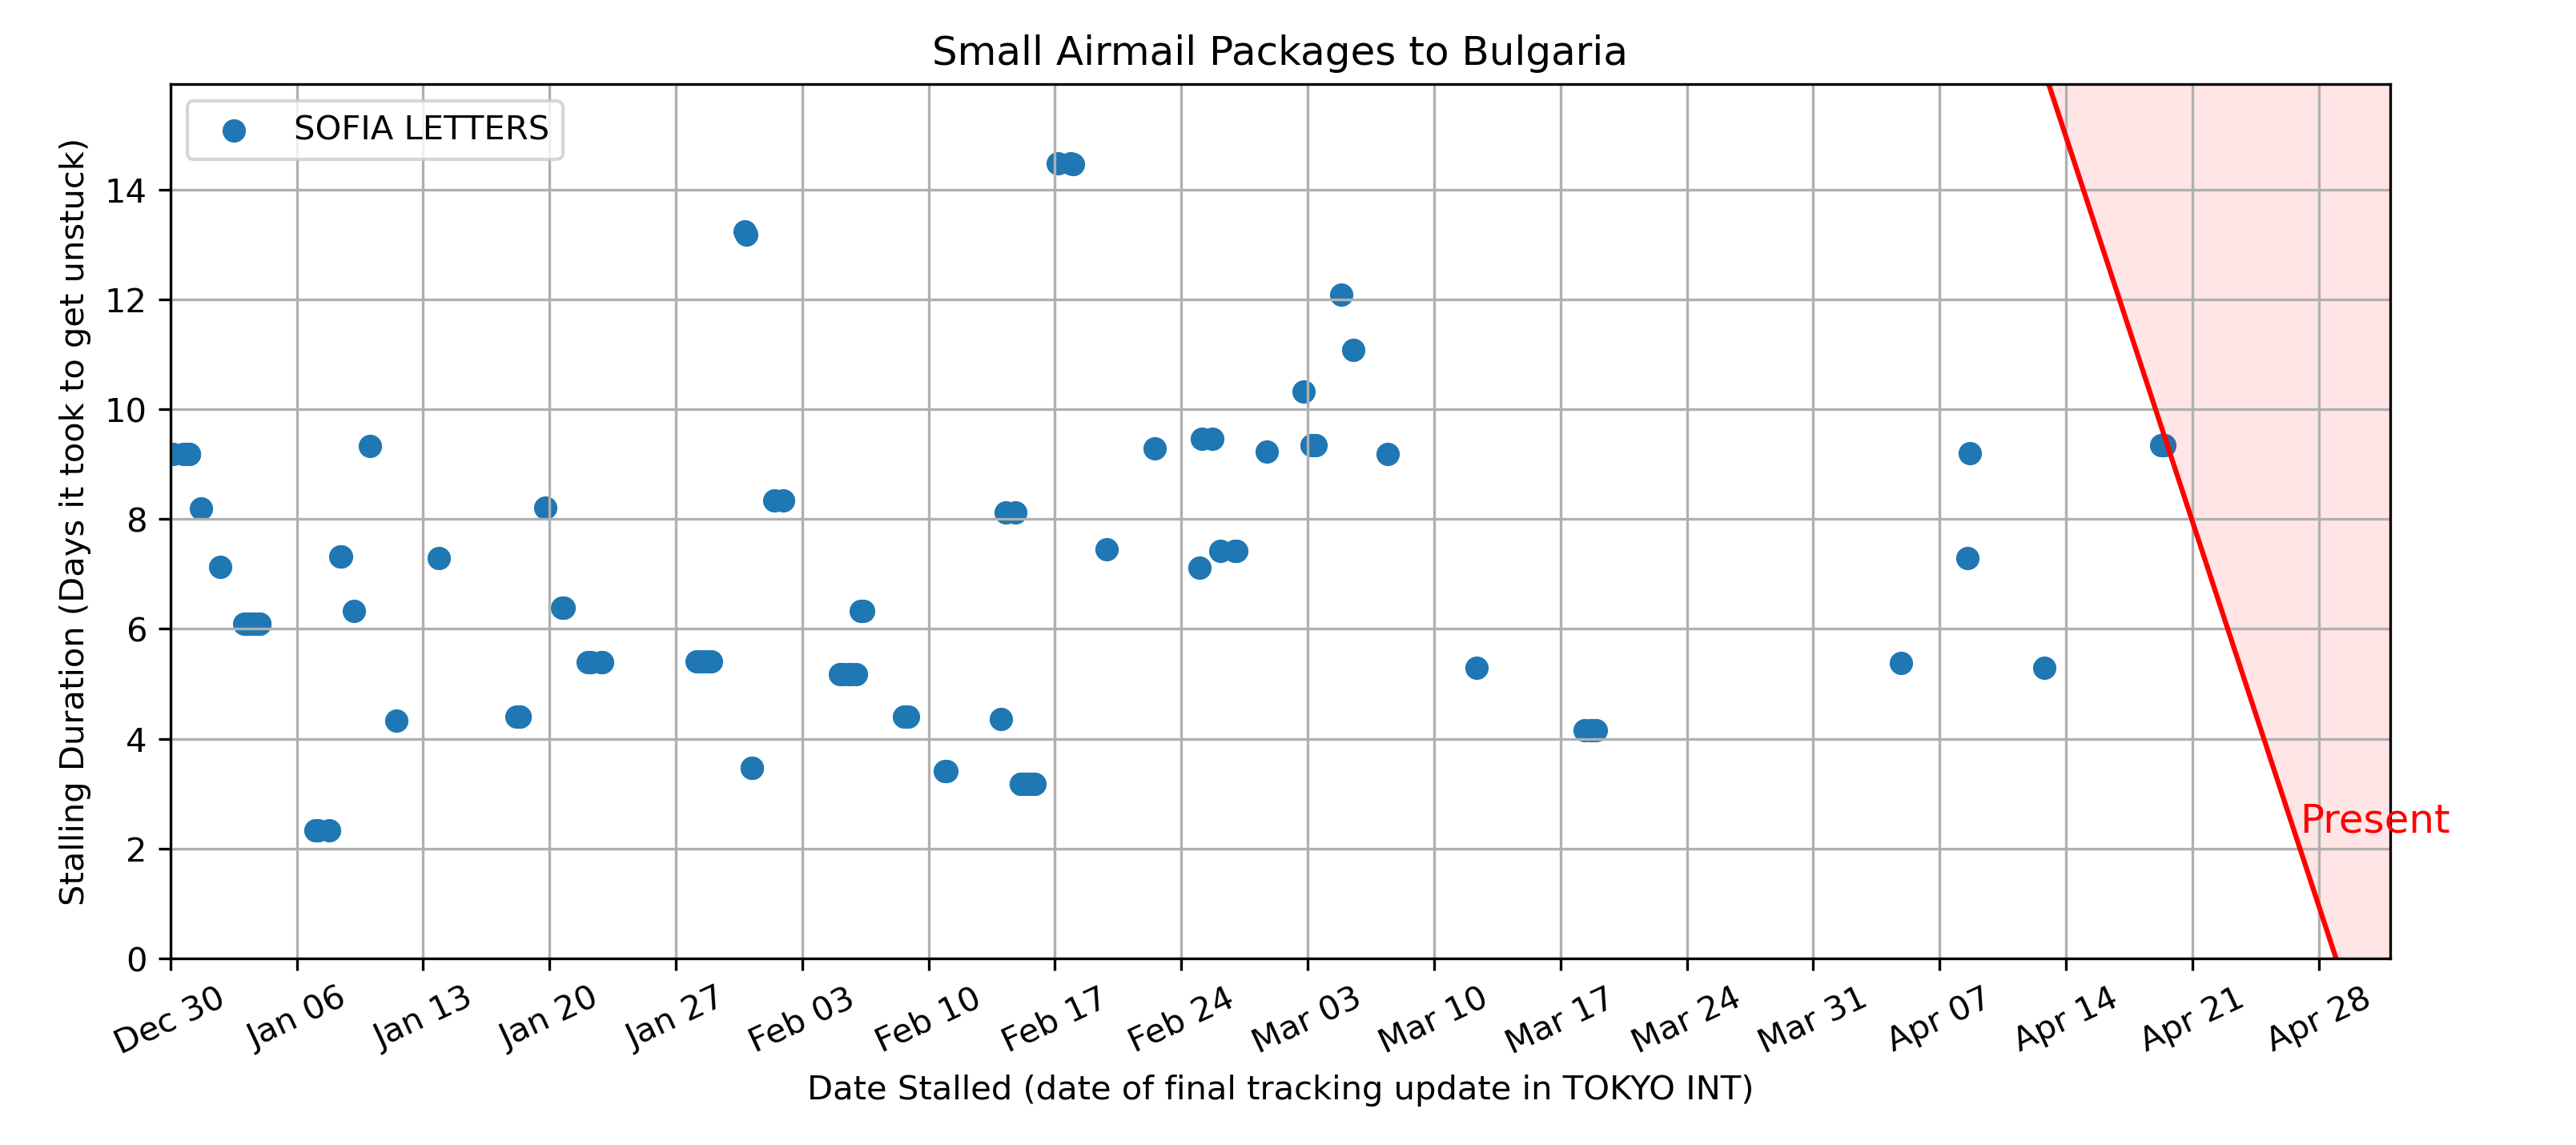 Small Airmail Packages to Bulgaria
SOFIA LETTERS
Stalling Duration (Days it took to get unstuck)
14
12
10
8
6
4
2
0
Present
Dec 30
Jan 06
Jan 13
Jan 20
Jan 27
Feb 03
Feb 10
Feb 17
Feb 24
Mar 03
Mar 10
Mar 17
Mar 24
Mar 31
Apr 07
Apr 14
Apr 21
Apr 28
Date Stalled (date of final tracking update in TOKYO INT)